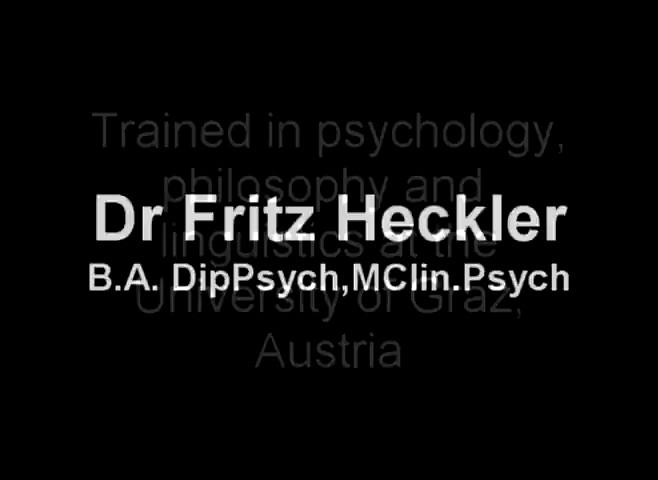 Trained in psychology,
philosophy and
linguistics at the
University of Graz,
Austria
Dr Fritz Heckler
B.A. DipPsych,MClin.Psych